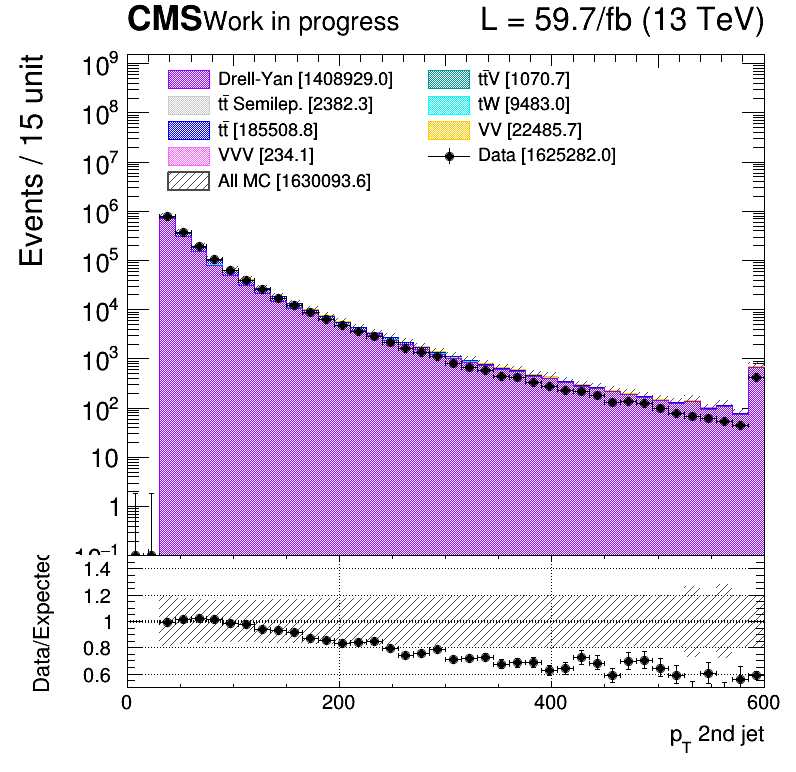 CMS Work in progress L = 59.7/fb (13 TeV)
Events / 15 unit
10⁹
10⁸
10⁷
10⁶
10⁵
10⁴
10³
10²
10
1
10⁻¹
Drell-Yan [1408929.0]
tt̄ Semilep. [2382.3]
tt̄ [185508.8]
VVV [234.1]
All MC [1630093.6]
tt̄V [1070.7]
tW [9483.0]
VV [22485.7]
Data [1625282.0]
Data/Expected
1.4
1.2
1
0.8
0.6
0 200 400 600
p_T 2nd jet